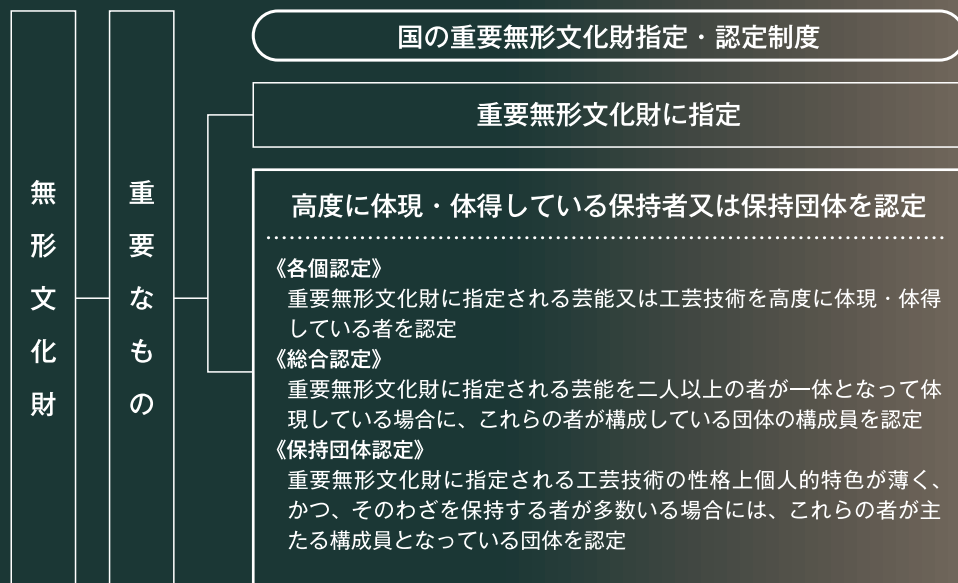 国の重要無形文化財指定・認定制度
無形文化財
重要なもの
重要無形文化財に指定
高度に体現・体得している保持者又は保持団体を認定
《各個認定》
重要無形文化財に指定される芸能又は工芸技術を高度に体現・体得
している者を認定
《総合認定》
重要無形文化財に指定される芸能を二人以上の者が一体となって体
現している場合に、これらの者が構成している団体の構成員を認定
《保持団体認定》
重要無形文化財に指定される工芸技術の性格上個人的特色が薄く、
かつ、そのわざを保持する者が多数いる場合には、これらの者が主
たる構成員となっている団体を認定